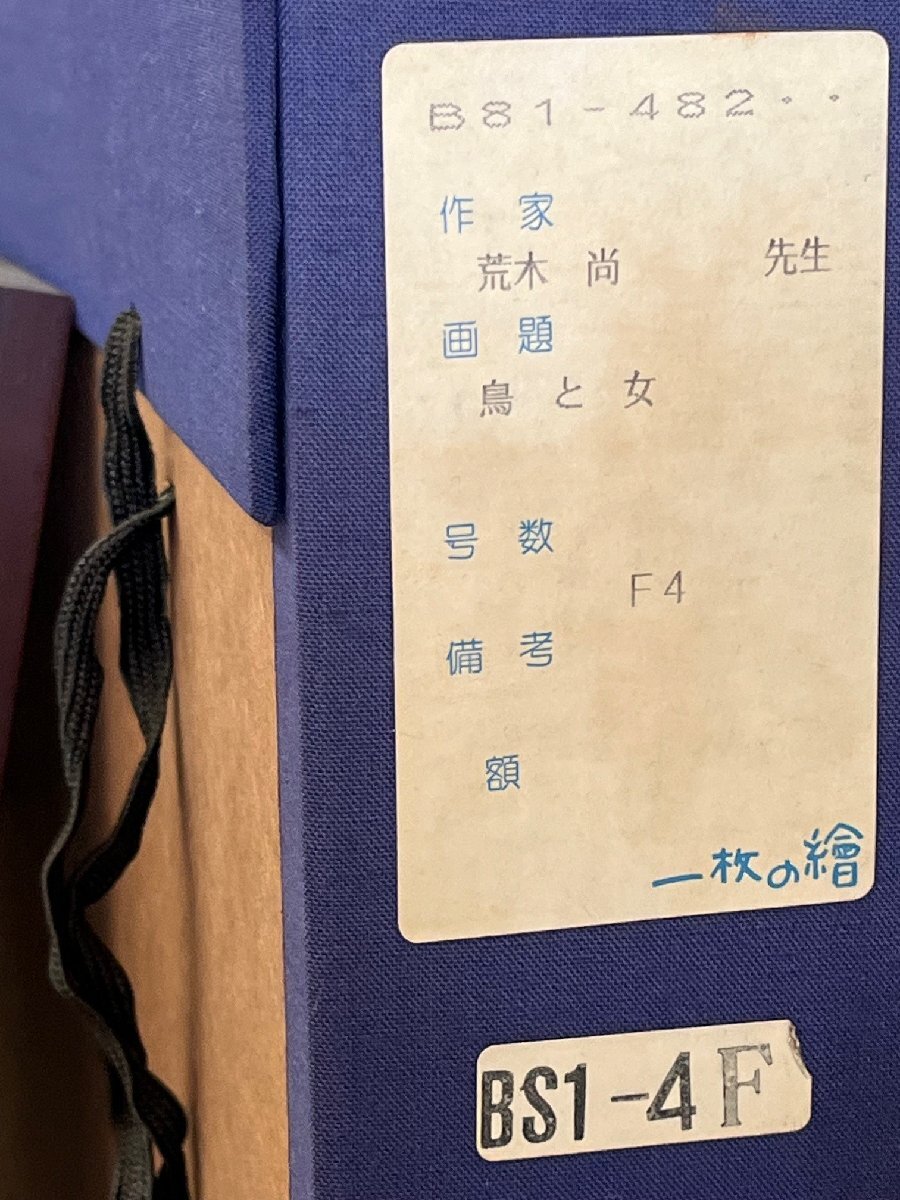 B81-482・・
作家
荒木 尚 先生
画題
鳥と女
号数
F4
備考
額
一枚の繪
BS1-4F